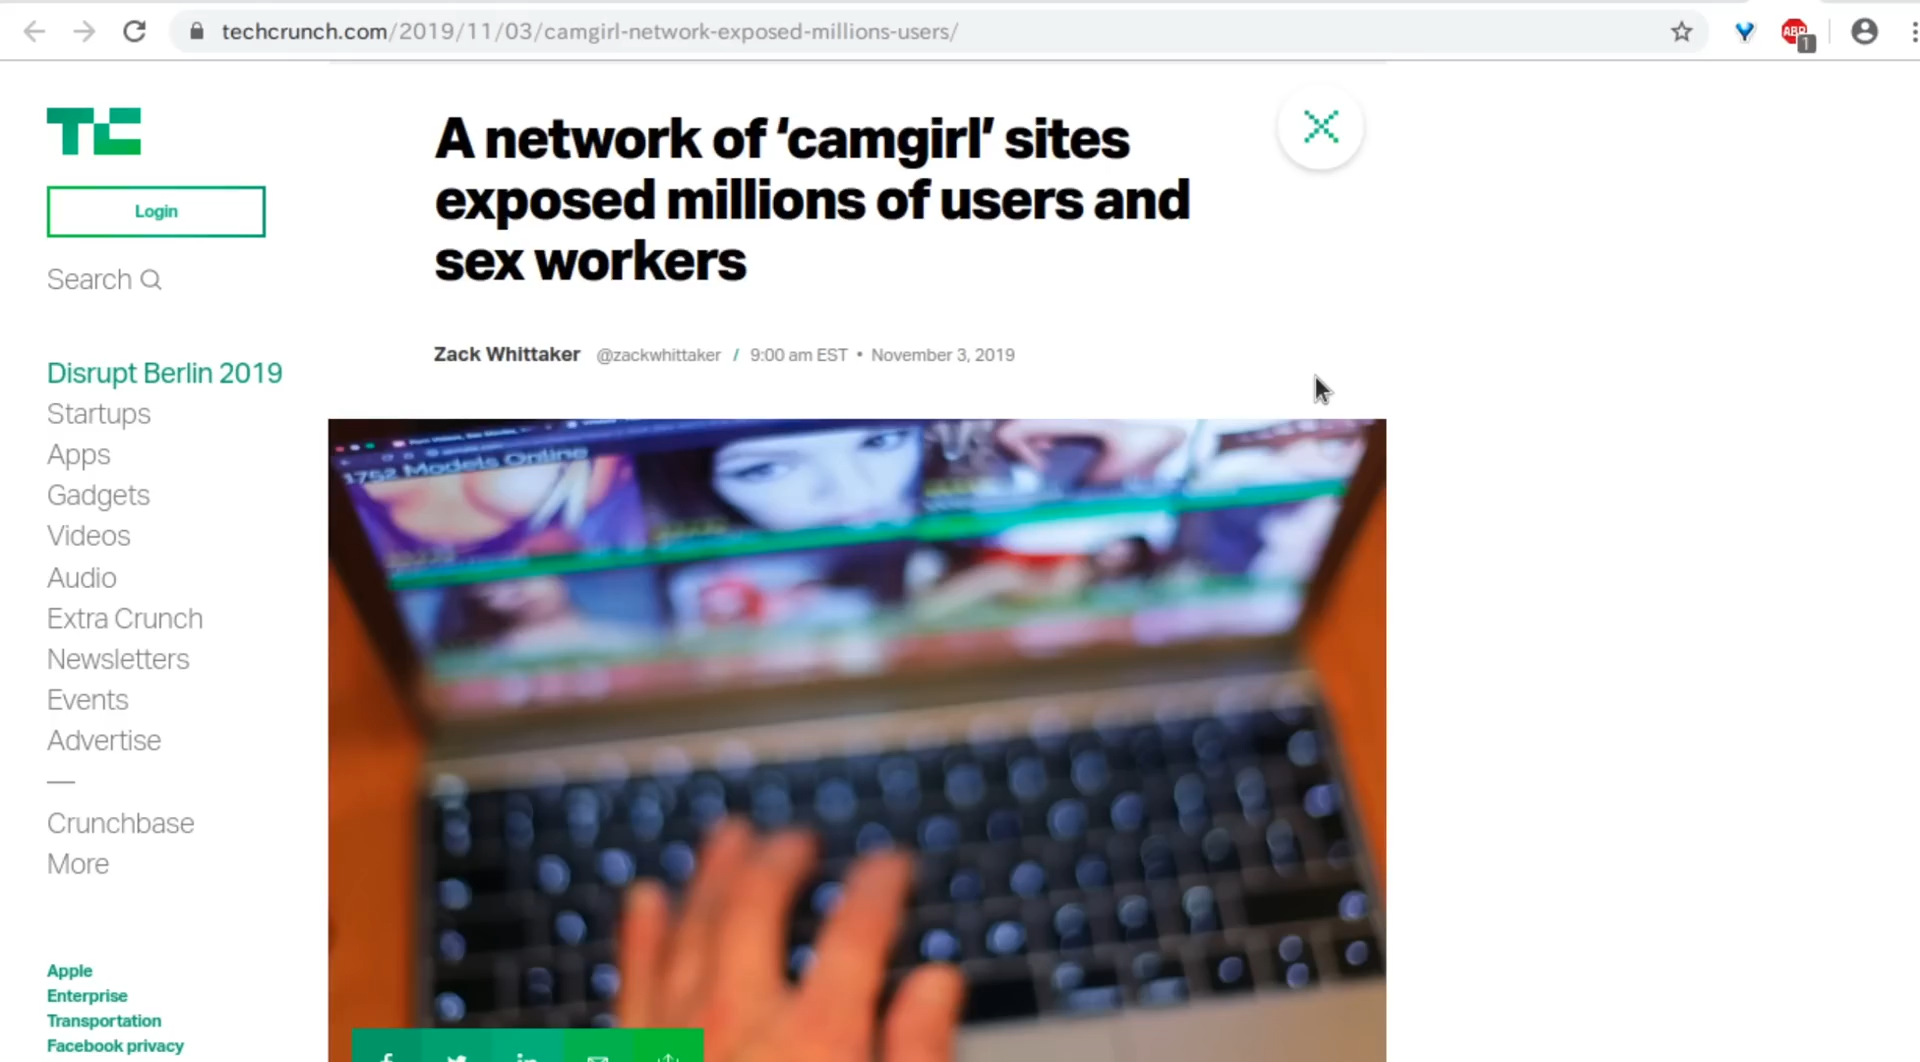 techcrunch.com/2019/11/03/camgirl-network-exposed-millions-users/
ABP
1
TC
Login
Search
Disrupt Berlin 2019
Startups
Apps
Gadgets
Videos
Audio
Extra Crunch
Newsletters
Events
Advertise
—
Crunchbase
More
Apple
Enterprise
Transportation
Facebook privacy
A network of ‘camgirl’ sites
exposed millions of users and
sex workers
Zack Whittaker @zackwhittaker / 9:00 am EST • November 3, 2019
1752 Models Online